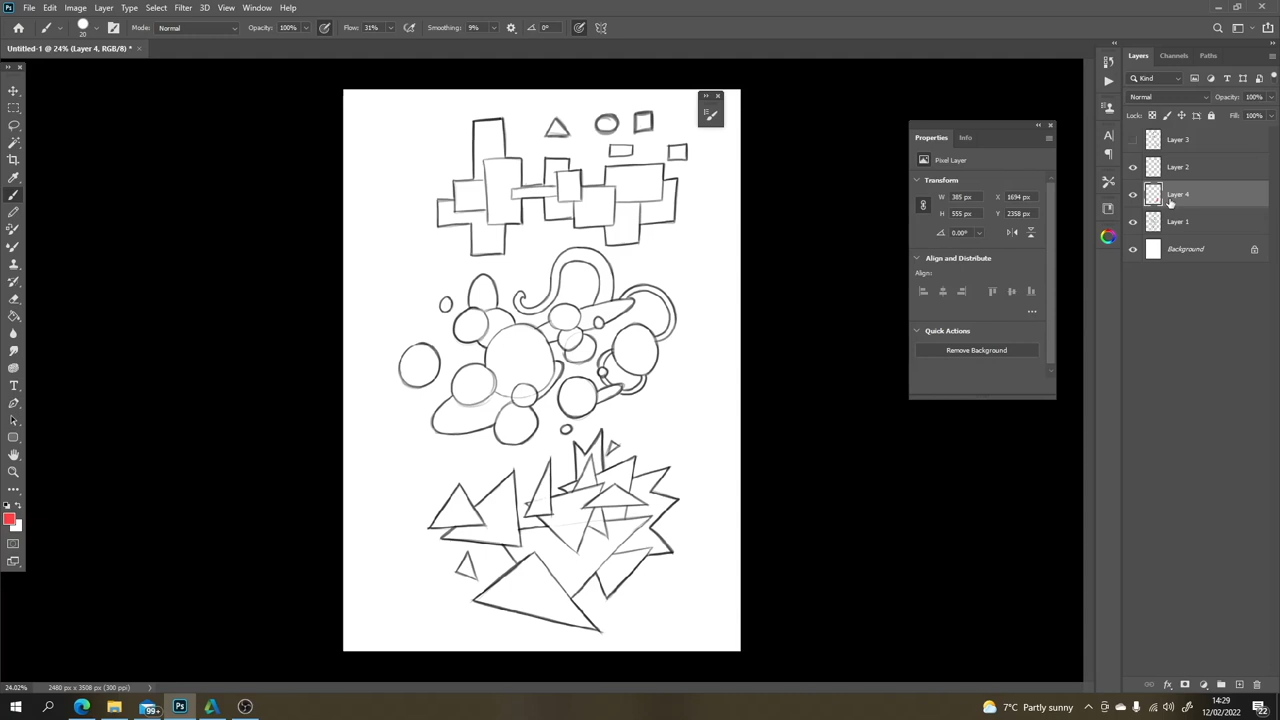 File Edit Image Layer Type Select Filter 3D View Window Help
20 Mode: Normal Opacity: 100% Flow: 31% Smoothing: 9% 0°
Untitled-1 @ 24% (Layer 4, RGB/8) *
Layers Channels Paths
Kind
Normal Opacity: 100%
Lock: Fill: 100%
Layer 3
Layer 2
Layer 4
Layer 1
Background
Properties Info
Pixel Layer
Transform
W 385 px X 1694 px
H 555 px Y 2358 px
0.00°
Align and Distribute
Align:
Quick Actions
Remove Background
24.02% 2480 px x 3508 px (300 ppi)
99+
7°C Partly sunny
14:29
12/02/2022
22